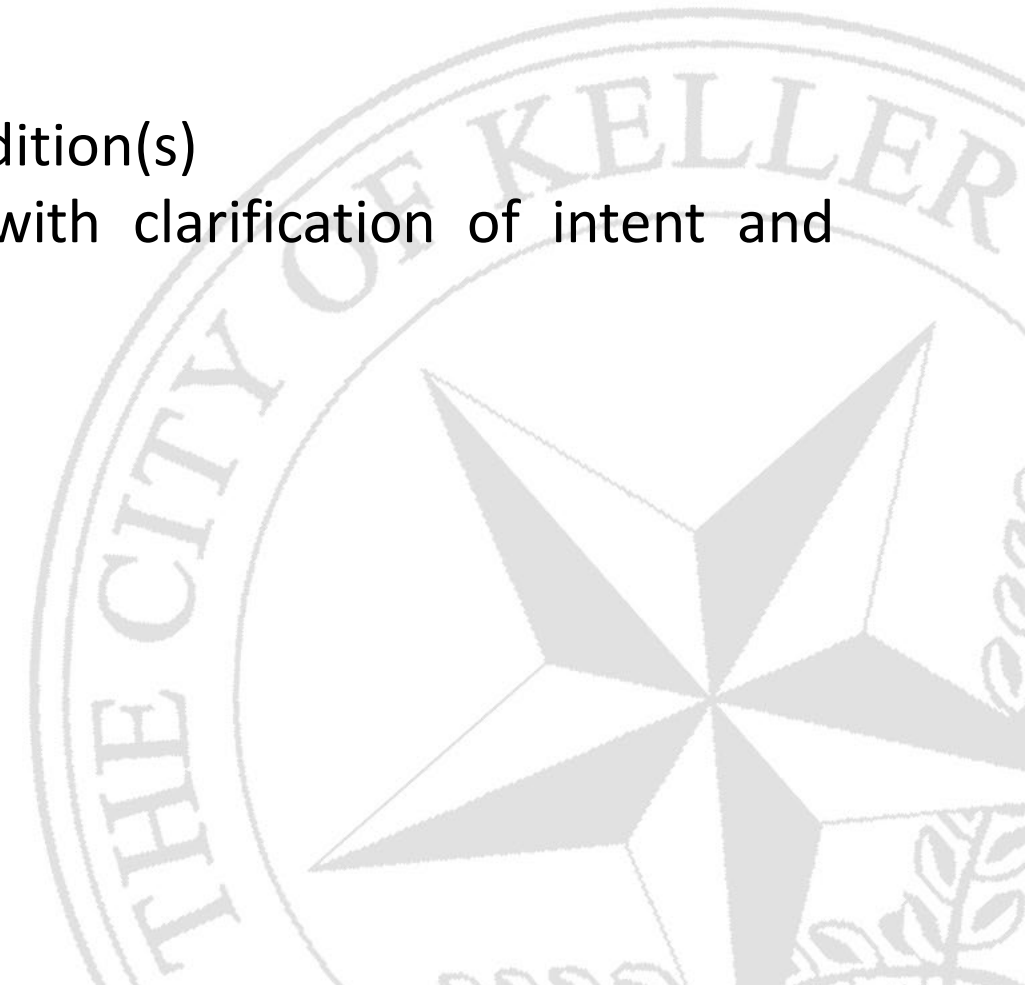 dition(s)
with clarification of intent and
THE CITY OF KELLER